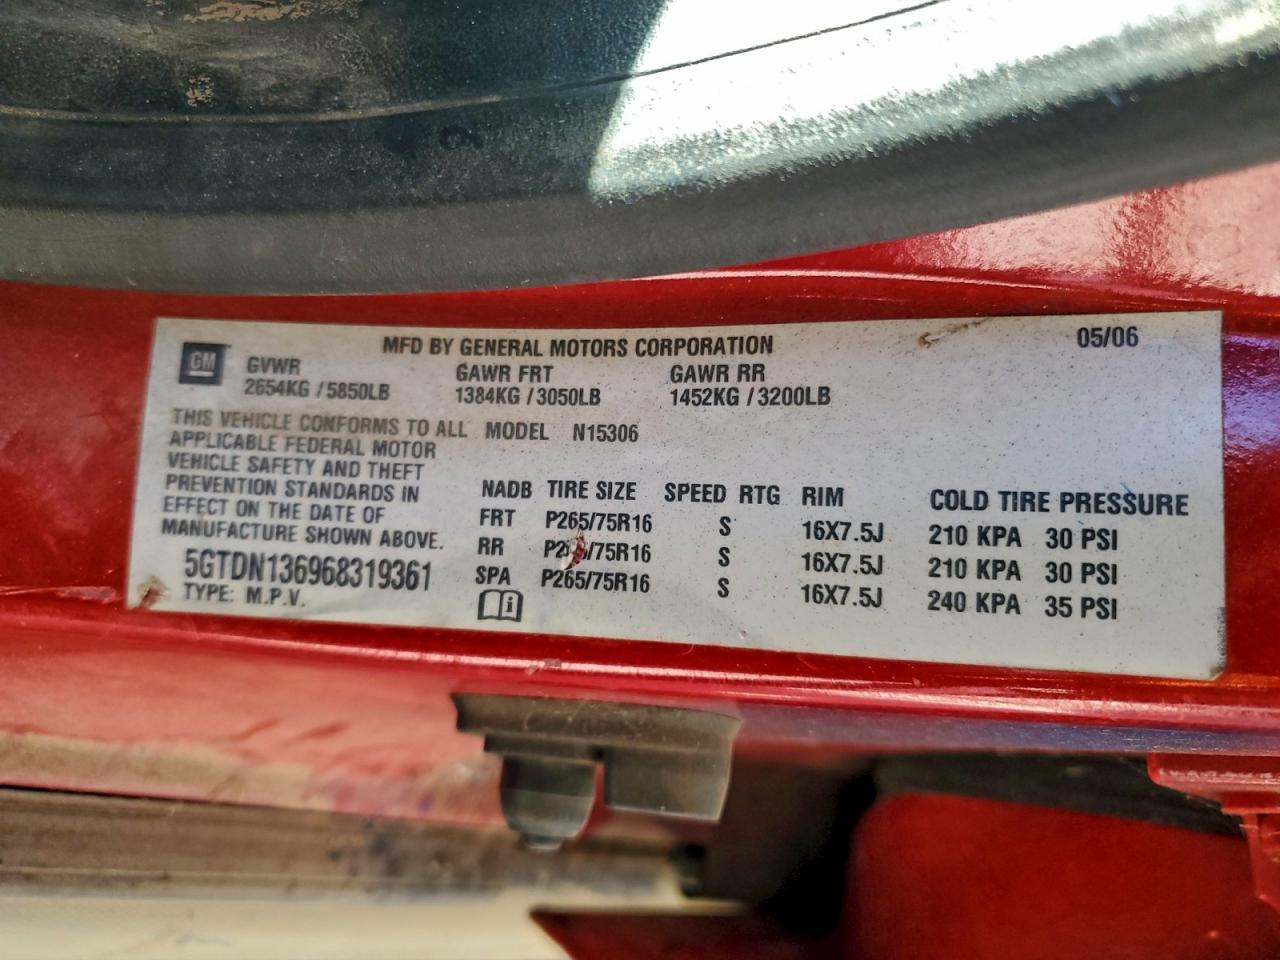 MFD BY GENERAL MOTORS CORPORATION 05/06
GM
GVWR GAWR FRT GAWR RR
2654KG / 5850LB 1384KG / 3050LB 1452KG / 3200LB
THIS VEHICLE CONFORMS TO ALL
APPLICABLE FEDERAL MOTOR
VEHICLE SAFETY AND THEFT
PREVENTION STANDARDS IN
EFFECT ON THE DATE OF
MANUFACTURE SHOWN ABOVE.
5GTDN136968319361
TYPE: M.P.V.
MODEL N15306
NADB TIRE SIZE SPEED RTG RIM COLD TIRE PRESSURE
FRT P265/75R16 S 16X7.5J 210 KPA 30 PSI
RR /75R16 S 16X7.5J 210 KPA 30 PSI
SPA P265/75R16 S 16X7.5J 240 KPA 35 PSI